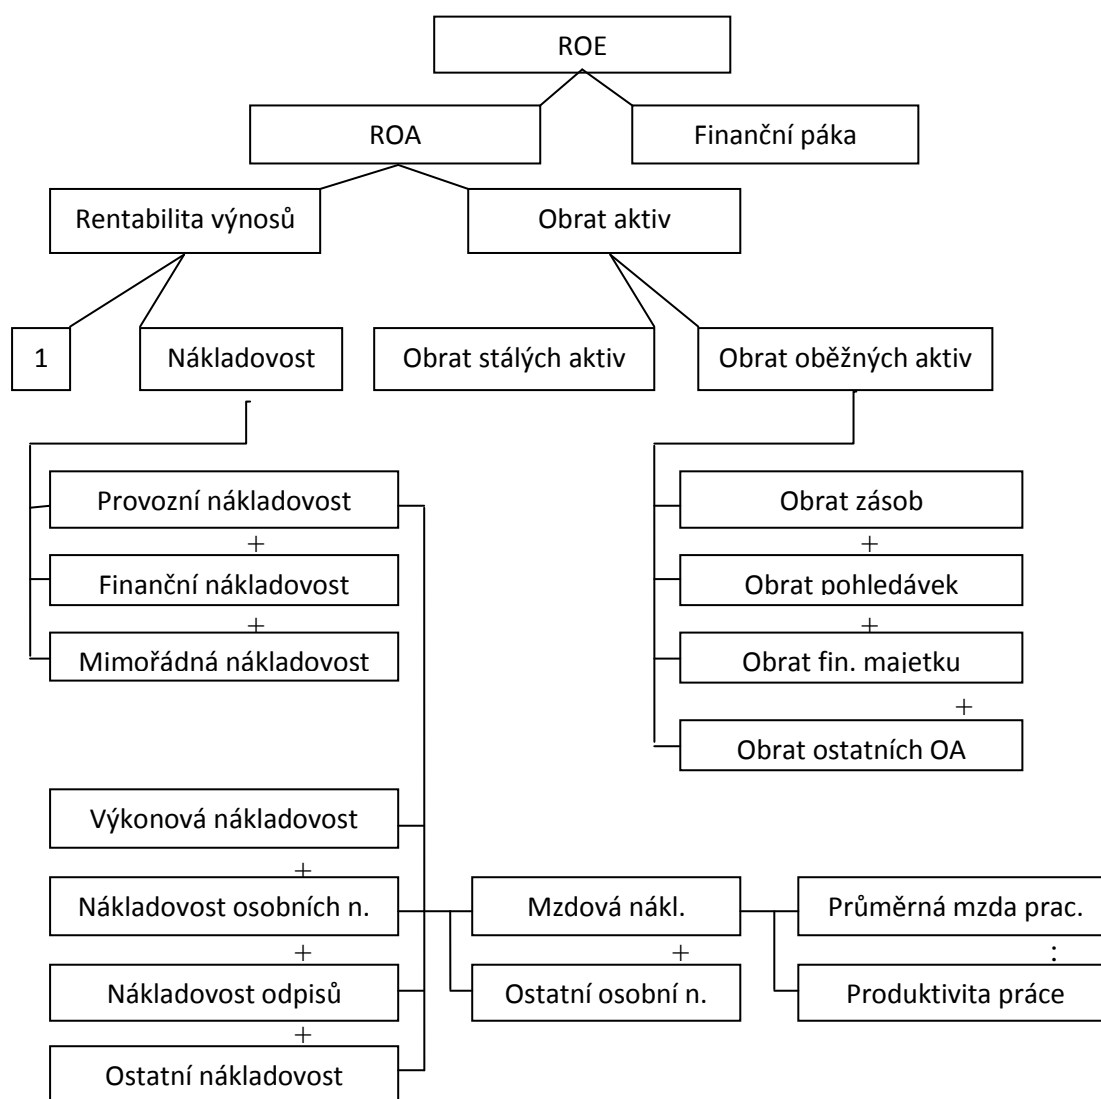 ROE
ROA
Finanční páka
Rentabilita výnosů
Obrat aktiv
1
Nákladovost
Obrat stálých aktiv
Obrat oběžných aktiv
Provozní nákladovost
+
Finanční nákladovost
+
Mimořádná nákladovost
Obrat zásob
+
Obrat pohledávek
+
Obrat fin. majetku
+
Obrat ostatních OA
Výkonová nákladovost
+
Nákladovost osobních n.
+
Nákladovost odpisů
+
Ostatní nákladovost
Mzdová nákl.
+
Ostatní osobní n.
Průměrná mzda prac.
:
Produktivita práce